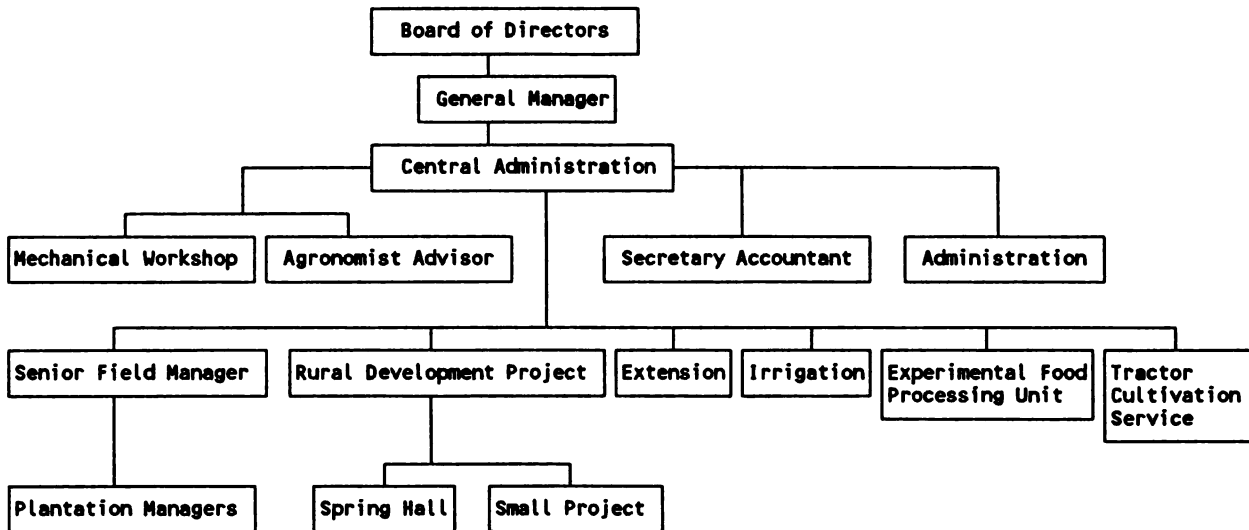 Board of Directors
General Manager
Central Administration
Mechanical Workshop
Agronomist Advisor
Secretary Accountant
Administration
Senior Field Manager
Rural Development Project
Extension
Irrigation
Experimental Food
Processing Unit
Tractor
Cultivation
Service
Plantation Managers
Spring Hall
Small Project